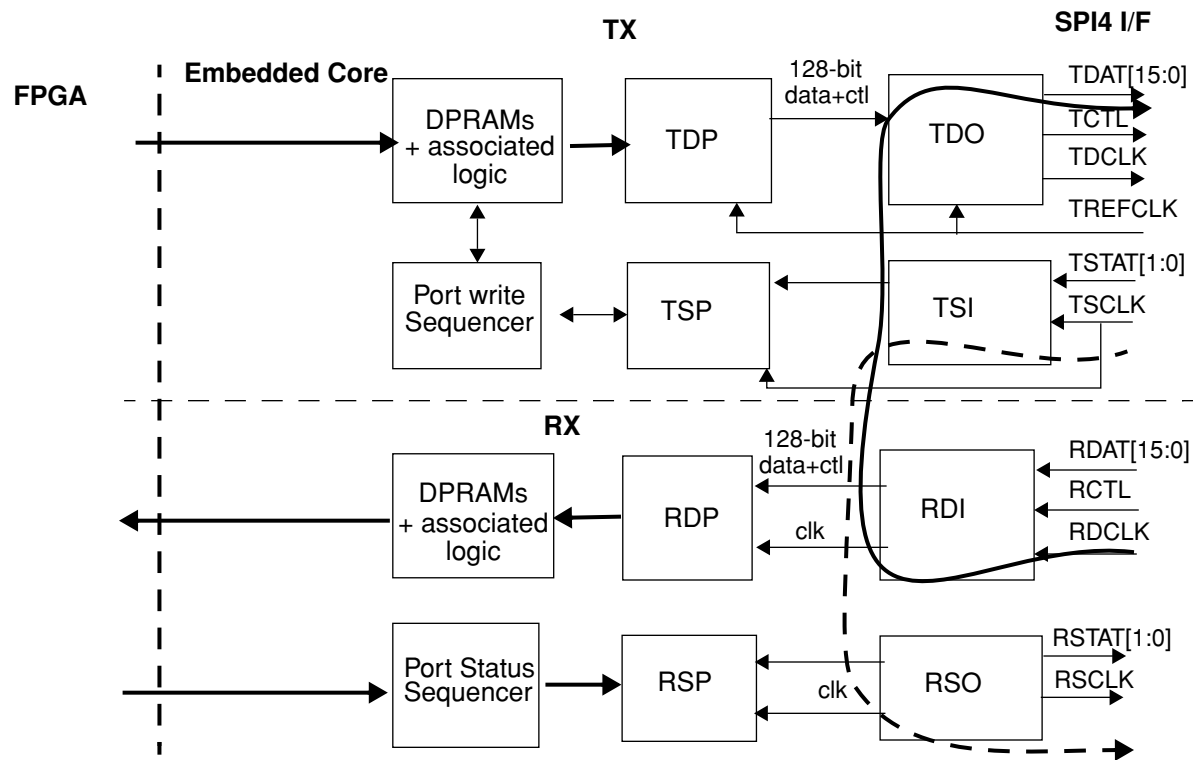 TX
SPI4 I/F
FPGA
Embedded Core
DPRAMs
+ associated
logic
TDP
128-bit
data+ctl
TDO
TDAT[15:0]
TCTL
TDCLK
TREFCLK
Port write
Sequencer
TSP
TSI
TSTAT[1:0]
TSCLK
RX
DPRAMs
+ associated
logic
RDP
128-bit
data+ctl
clk
RDI
RDAT[15:0]
RCTL
RDCLK
Port Status
Sequencer
RSP
clk
RSO
RSTAT[1:0]
RSCLK